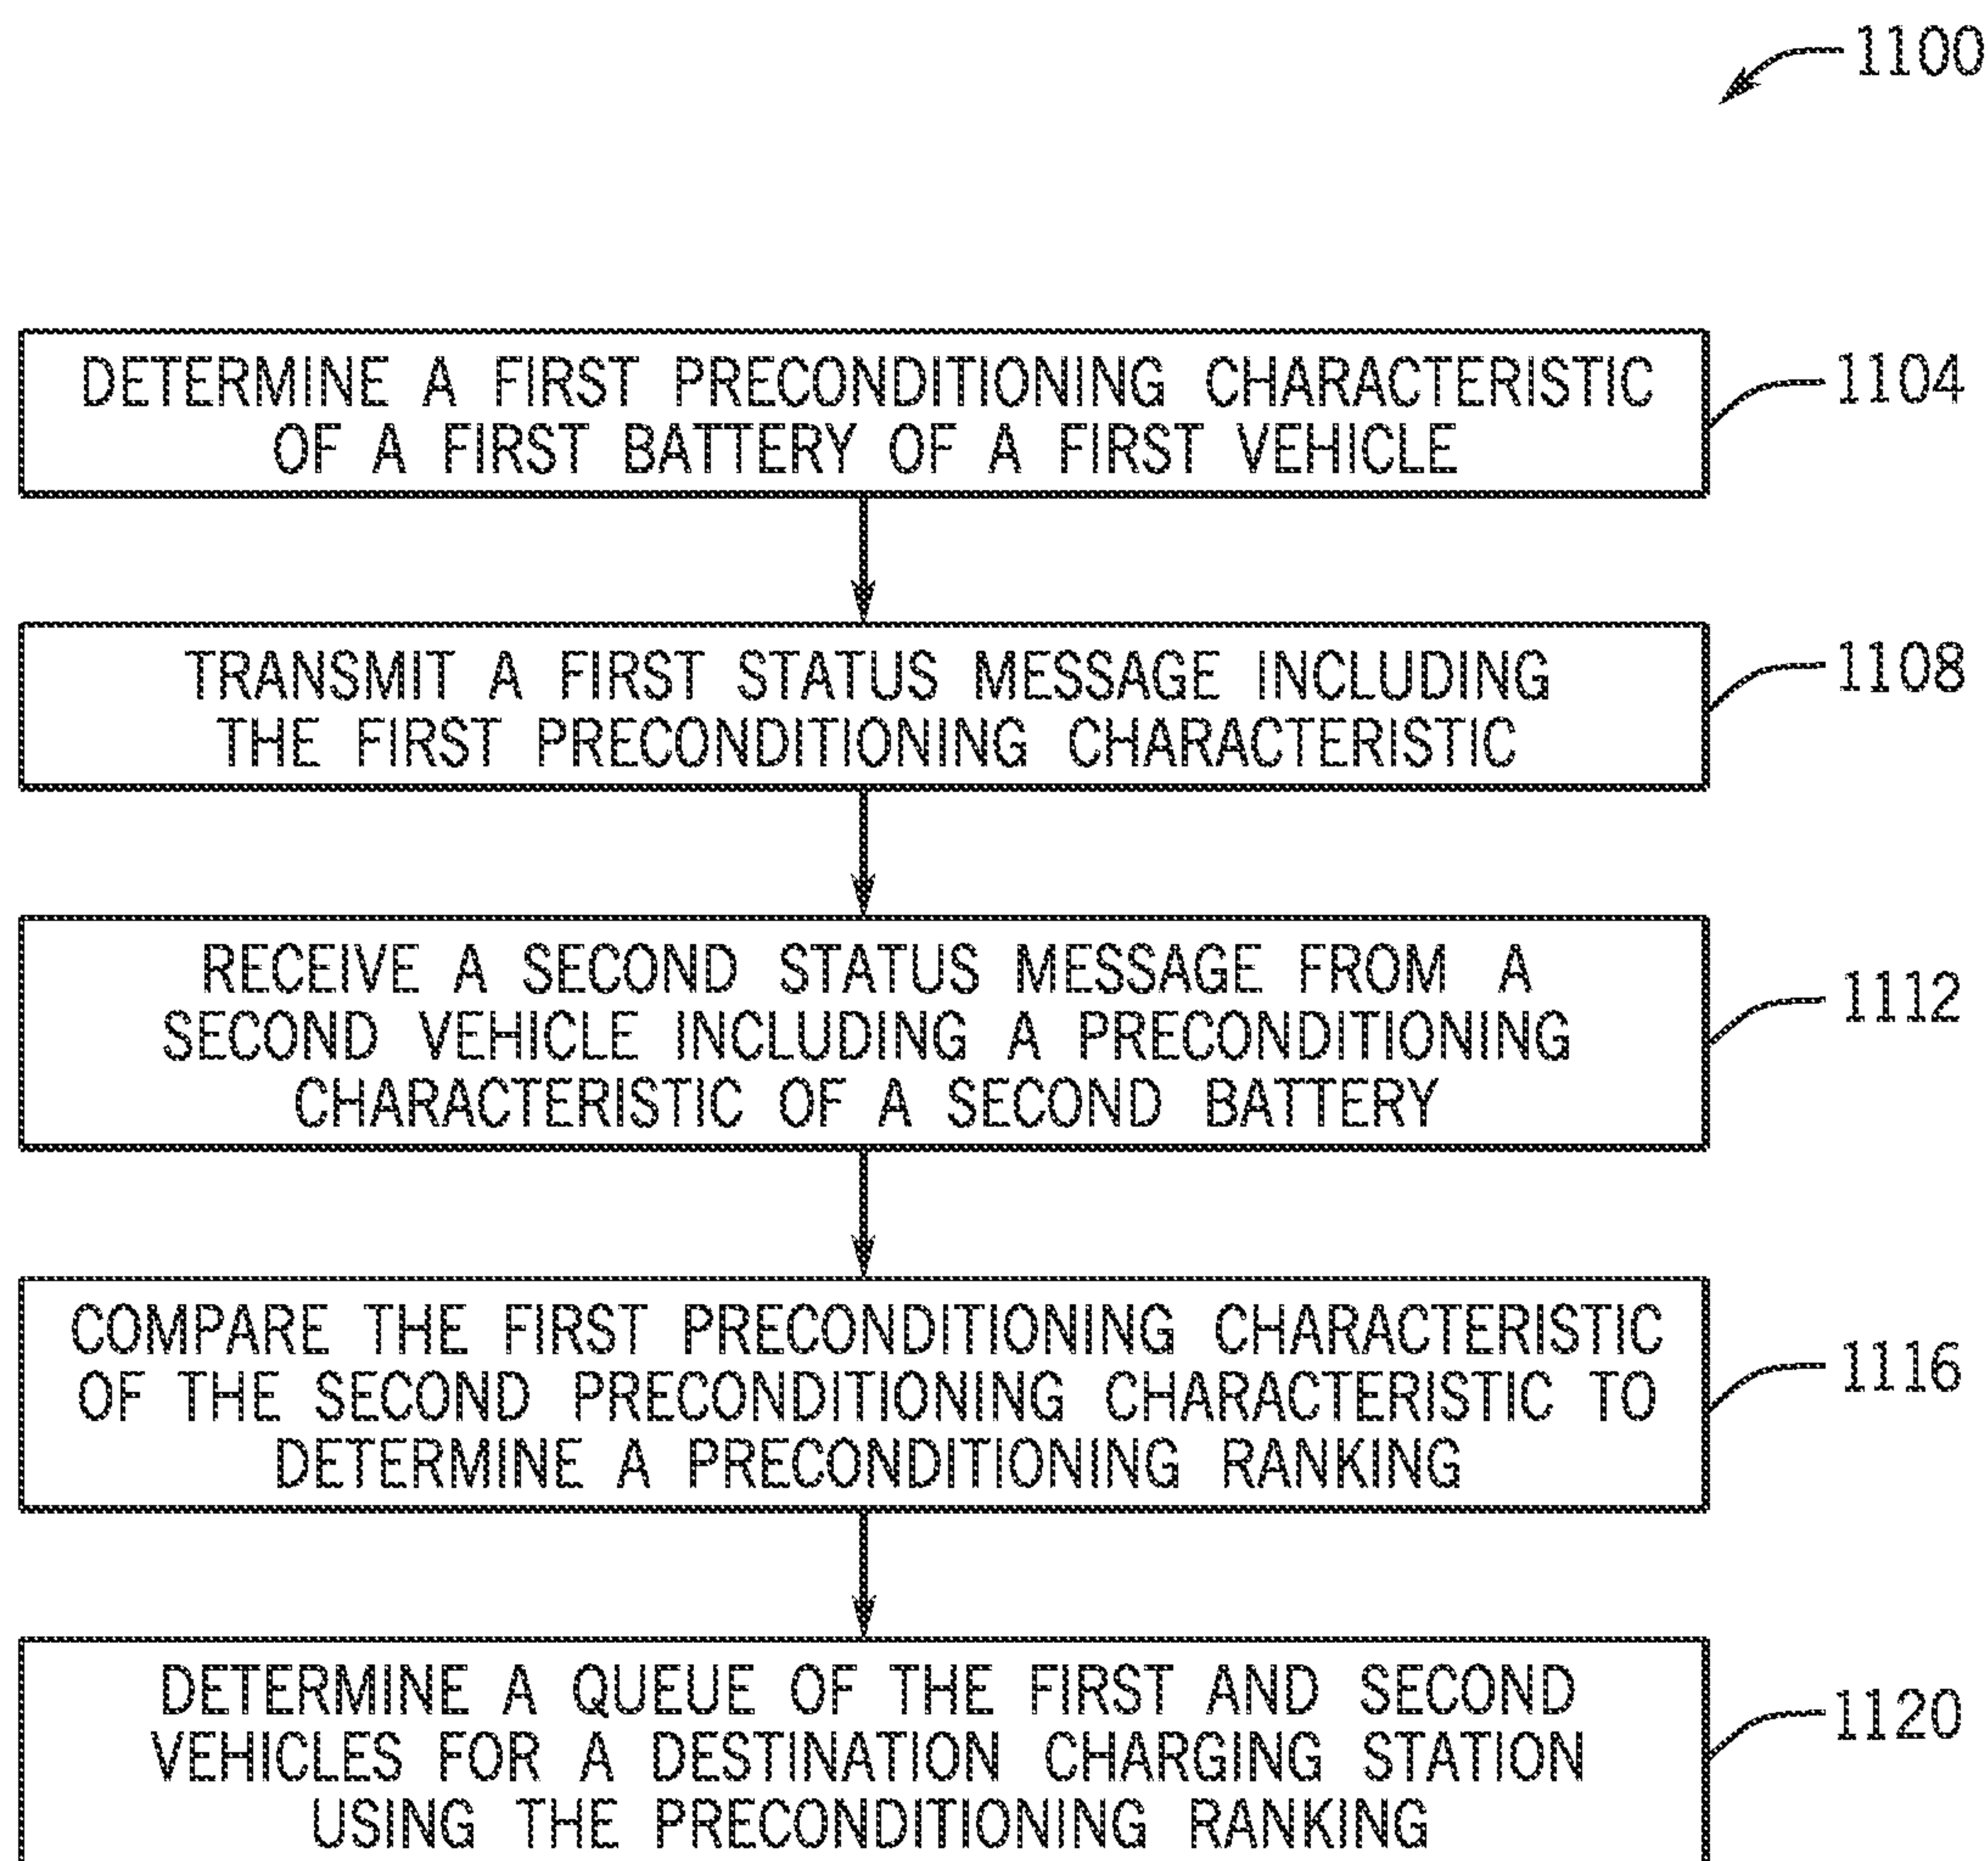 1100
DETERMINE A FIRST PRECONDITIONING CHARACTERISTIC
OF A FIRST BATTERY OF A FIRST VEHICLE
1104
TRANSMIT A FIRST STATUS MESSAGE INCLUDING
THE FIRST PRECONDITIONING CHARACTERISTIC
1108
RECEIVE A SECOND STATUS MESSAGE FROM A
SECOND VEHICLE INCLUDING A PRECONDITIONING
CHARACTERISTIC OF A SECOND BATTERY
1112
COMPARE THE FIRST PRECONDITIONING CHARACTERISTIC
OF THE SECOND PRECONDITIONING CHARACTERISTIC TO
DETERMINE A PRECONDITIONING RANKING
1116
DETERMINE A QUEUE OF THE FIRST AND SECOND
VEHICLES FOR A DESTINATION CHARGING STATION
USING THE PRECONDITIONING RANKING
1120